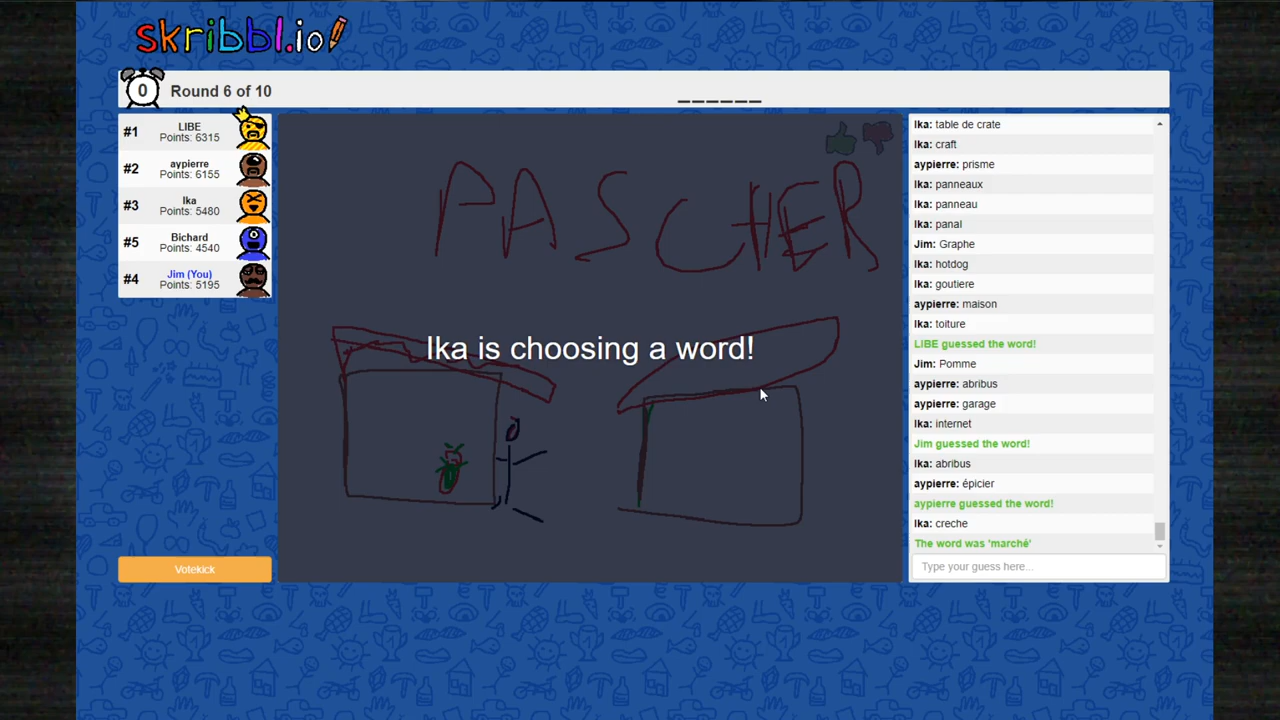 skribbl.io
0
Round 6 of 10
______
#1 LIBE
Points: 6315
#2 aypierre
Points: 6155
#3 Ika
Points: 5480
#5 Bichard
Points: 4540
#4 Jim (You)
Points: 5195
Votekick
PASCHER
Ika is choosing a word!
Ika: table de crate
Ika: craft
aypierre: prisme
Ika: panneaux
Ika: panneau
Ika: panal
Jim: Graphe
Ika: hotdog
Ika: goutiere
aypierre: maison
Ika: toiture
LIBE guessed the word!
Jim: Pomme
aypierre: abribus
aypierre: garage
Ika: internet
Jim guessed the word!
Ika: abribus
aypierre: épicier
aypierre guessed the word!
Ika: creche
The word was 'marché'
Type your guess here...